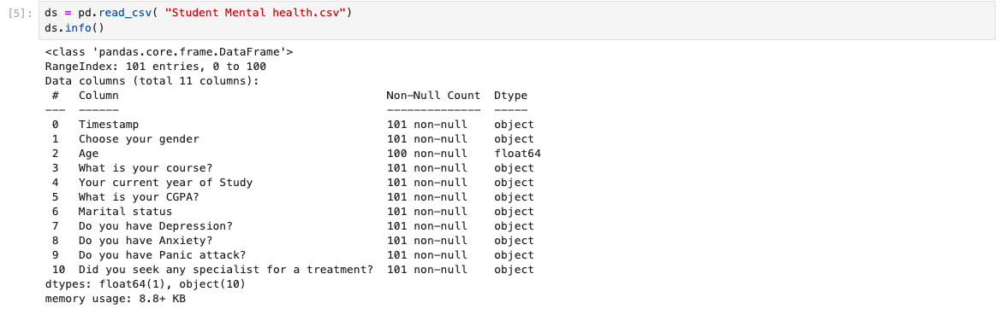 [5]: ds = pd.read_csv( "Student Mental health.csv")
ds.info()
<class 'pandas.core.frame.DataFrame'>
RangeIndex: 101 entries, 0 to 100
Data columns (total 11 columns):
 #   Column                                        Non-Null Count  Dtype
---  ------                                        --------------  -----
 0   Timestamp                                     101 non-null    object
 1   Choose your gender                            101 non-null    object
 2   Age                                           100 non-null    float64
 3   What is your course?                          101 non-null    object
 4   Your current year of Study                    101 non-null    object
 5   What is your CGPA?                            101 non-null    object
 6   Marital status                                101 non-null    object
 7   Do you have Depression?                       101 non-null    object
 8   Do you have Anxiety?                          101 non-null    object
 9   Do you have Panic attack?                     101 non-null    object
 10  Did you seek any specialist for a treatment?  101 non-null    object
dtypes: float64(1), object(10)
memory usage: 8.8+ KB